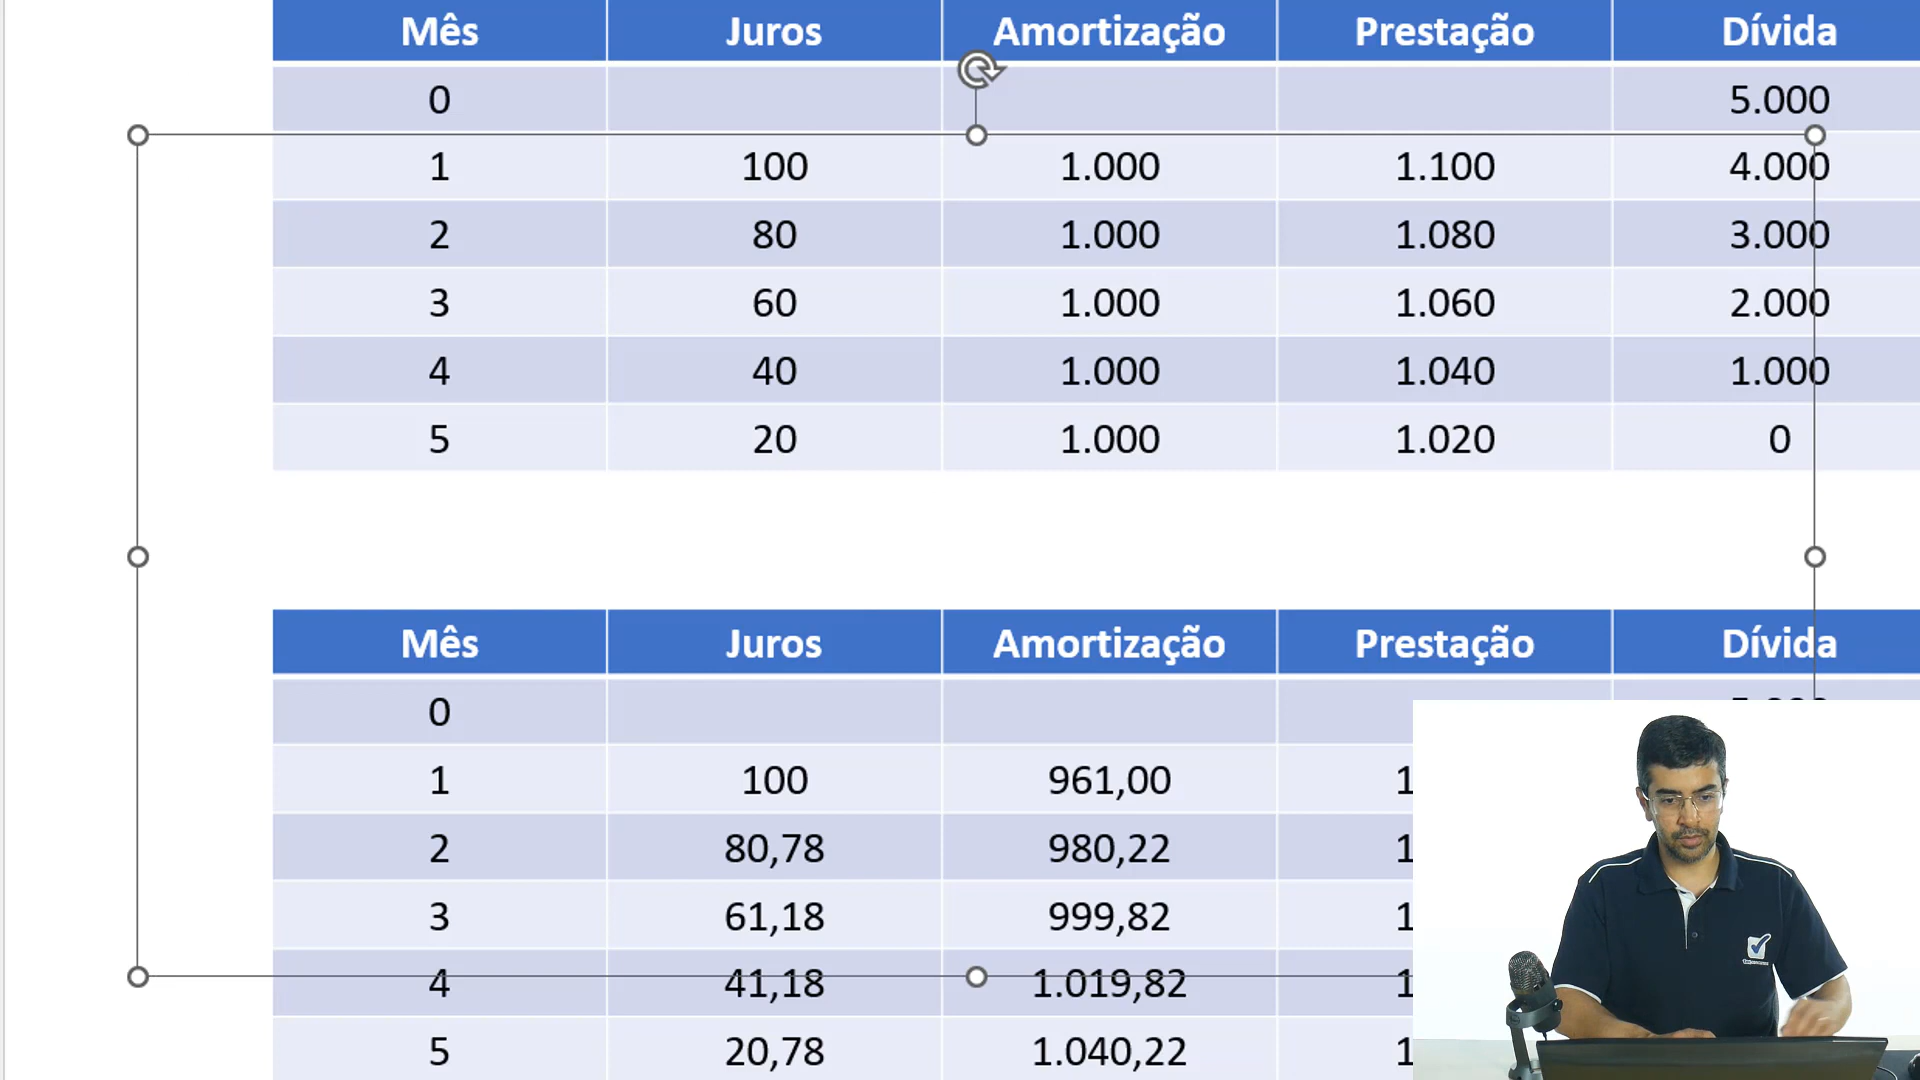 Mês Juros Amortização Prestação Dívida
0 5.000
1 100 1.000 1.100 4.000
2 80 1.000 1.080 3.000
3 60 1.000 1.060 2.000
4 40 1.000 1.040 1.000
5 20 1.000 1.020 0
Mês Juros Amortização Prestação Dívida
0
1 100 961,00 1
2 80,78 980,22 1
3 61,18 999,82 1
4 41,18 1.019,82 1
5 20,78 1.040,22 1